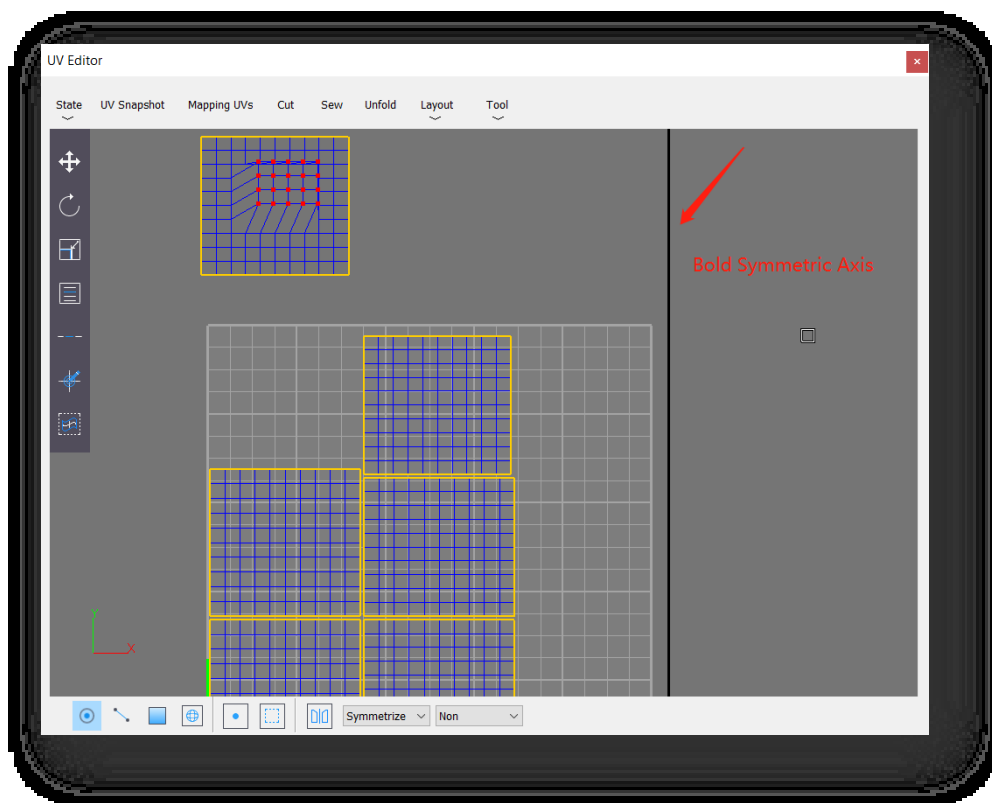 UV Editor
State UV Snapshot Mapping UVs Cut Sew Unfold Layout Tool
Bold Symmetric Axis
Y
X
Symmetrize Non